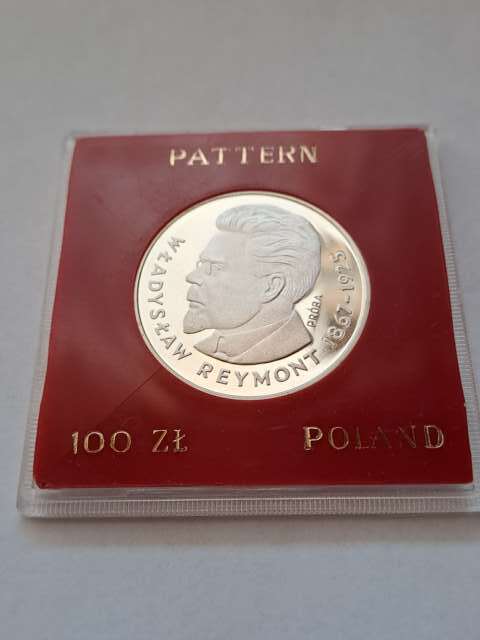 PATTERN
WŁADYSŁAW REYMONT 1867-1925
PRÓBA
100 ZŁ POLAND